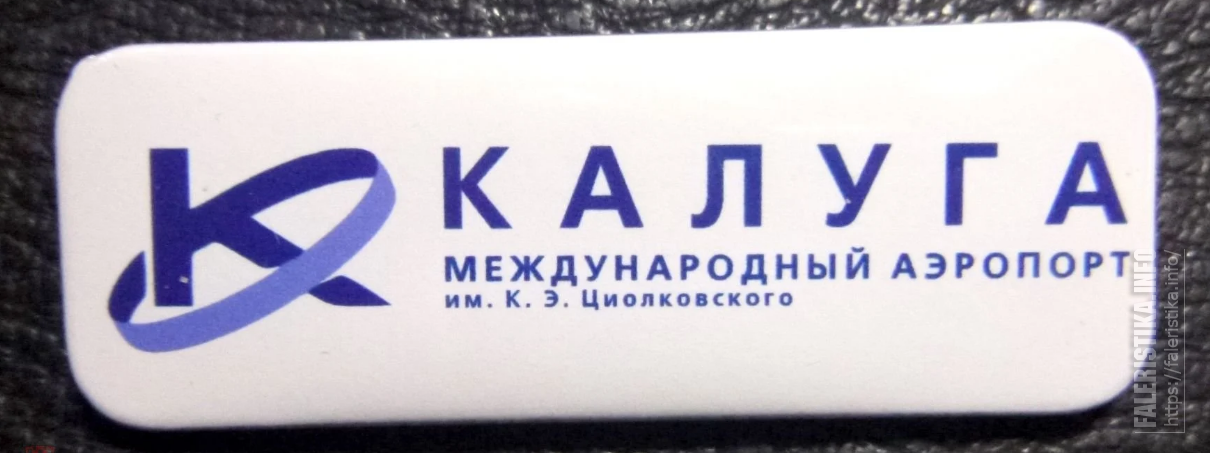 К
КАЛУГА
МЕЖДУНАРОДНЫЙ АЭРОПОРТ
им. К. Э. Циолковского
FALERISTIKA.INFO
https://faleristika.info/